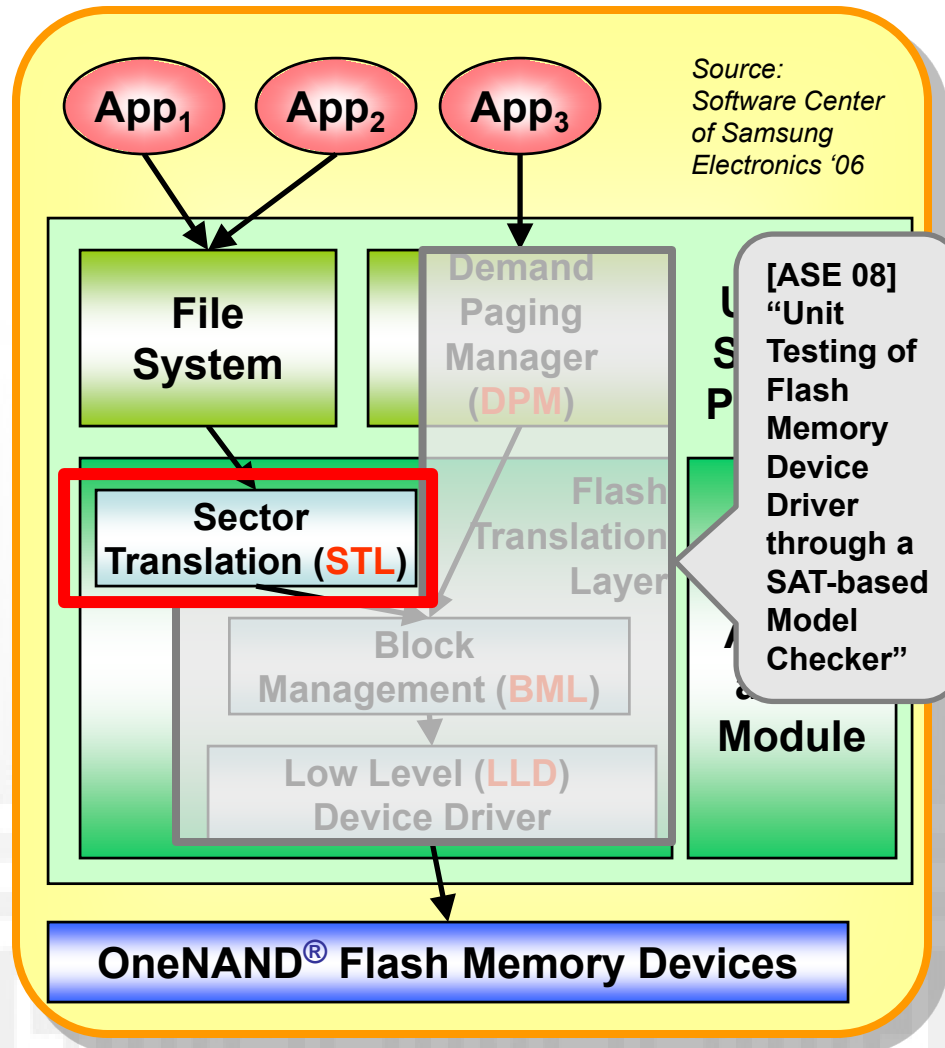 App₁
App₂
App₃
Source:
Software Center
of Samsung
Electronics ‘06
File
System
Demand
Paging
Manager
(DPM)
[ASE 08]
“Unit
Testing of
Flash
Memory
Device
Driver
through a
SAT-based
Model
Checker”
Sector
Translation (STL)
Flash
Translation
Layer
Block
Management (BML)
Low Level (LLD)
Device Driver
Module
OneNAND® Flash Memory Devices